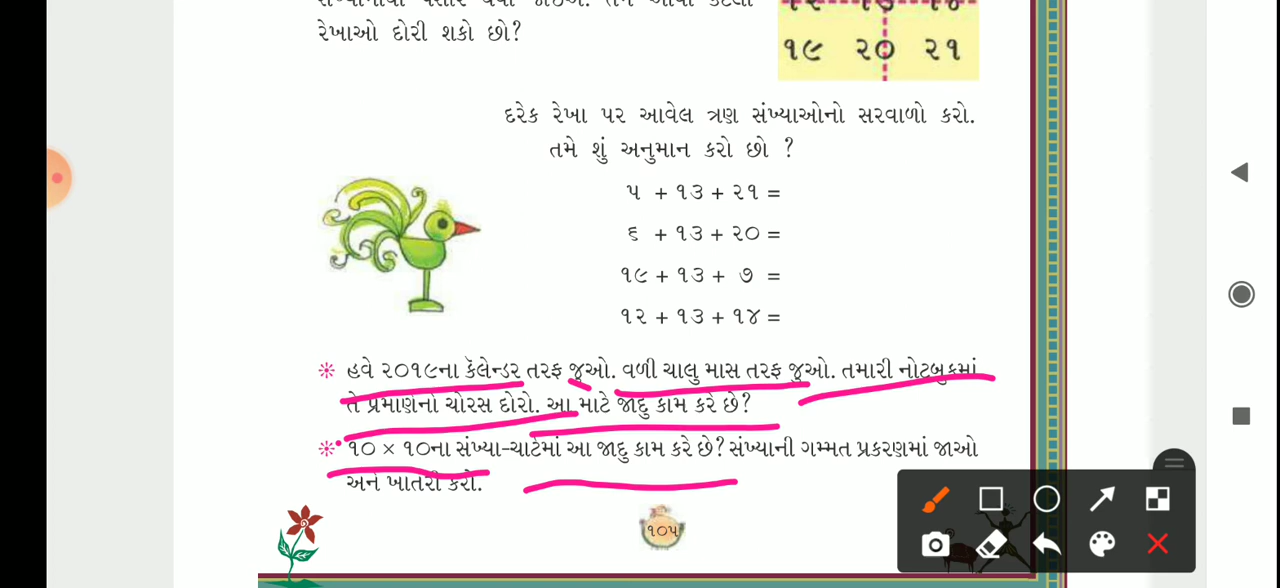 રેખાઓ દોરી શકો છો?
૧૯ ૨૦ ૨૧
દરેક રેખા પર આવેલ ત્રણ સંખ્યાઓનો સરવાળો કરો.
તમે શું અનુમાન કરો છો ?
૫ + ૧૩ + ૨૧ =
૬ + ૧૩ + ૨૦ =
૧૯ + ૧૩ + ૭ =
૧૨ + ૧૩ + ૧૪ =
હવે ૨૦૧૯ના કૅલેન્ડર તરફ જુઓ. વળી ચાલુ માસ તરફ જુઓ. તમારી નોટબુકમાં
તે પ્રમાણેનો ચોરસ દોરો. આ માટે જાદુ કામ કરે છે?
૧૦ × ૧૦ના સંખ્યા-ચાર્ટમાં આ જાદુ કામ કરે છે? સંખ્યાની ગમ્મત પ્રકરણમાં જાઓ
અને ખાતરી કરો.
૧૦૫